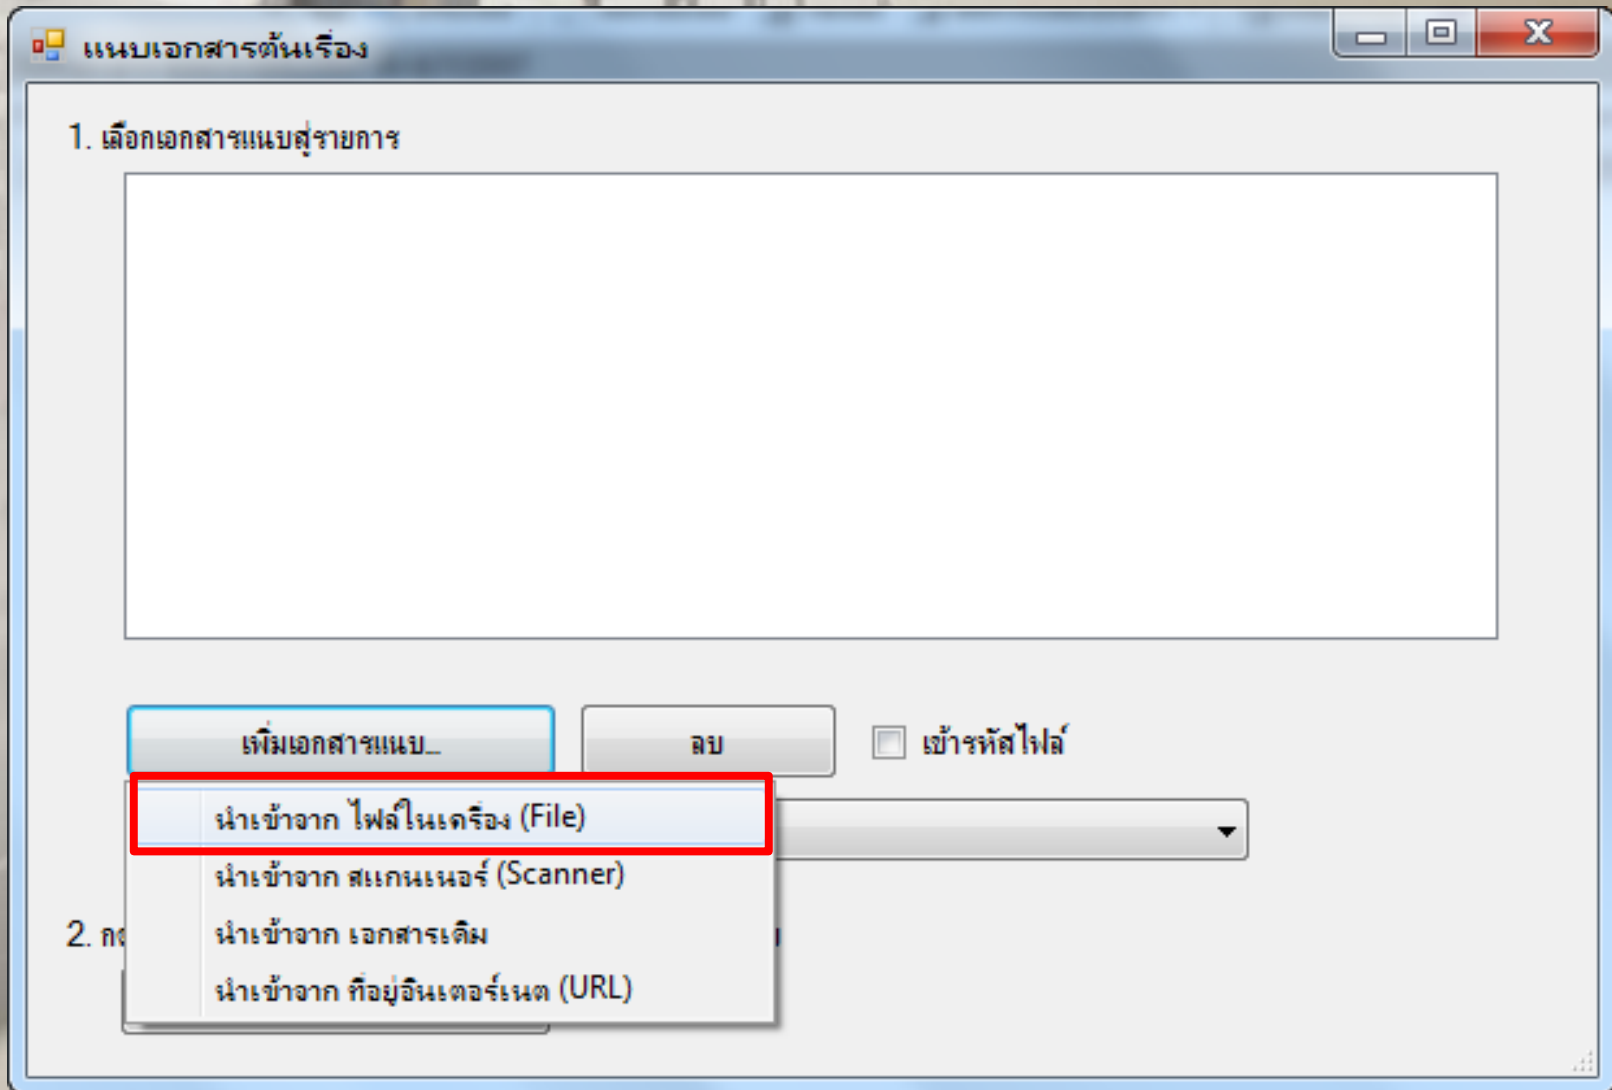 แนบเอกสารต้นเรื่อง
1. เลือกเอกสารแนบสู่รายการ
เพิ่มเอกสารแนบ... ลบ เข้ารหัสไฟล์
นำเข้าจาก ไฟล์ในเครื่อง (File)
นำเข้าจาก สแกนเนอร์ (Scanner)
2.
นำเข้าจาก เอกสารเดิม
นำเข้าจาก ที่อยู่อินเตอร์เนต (URL)